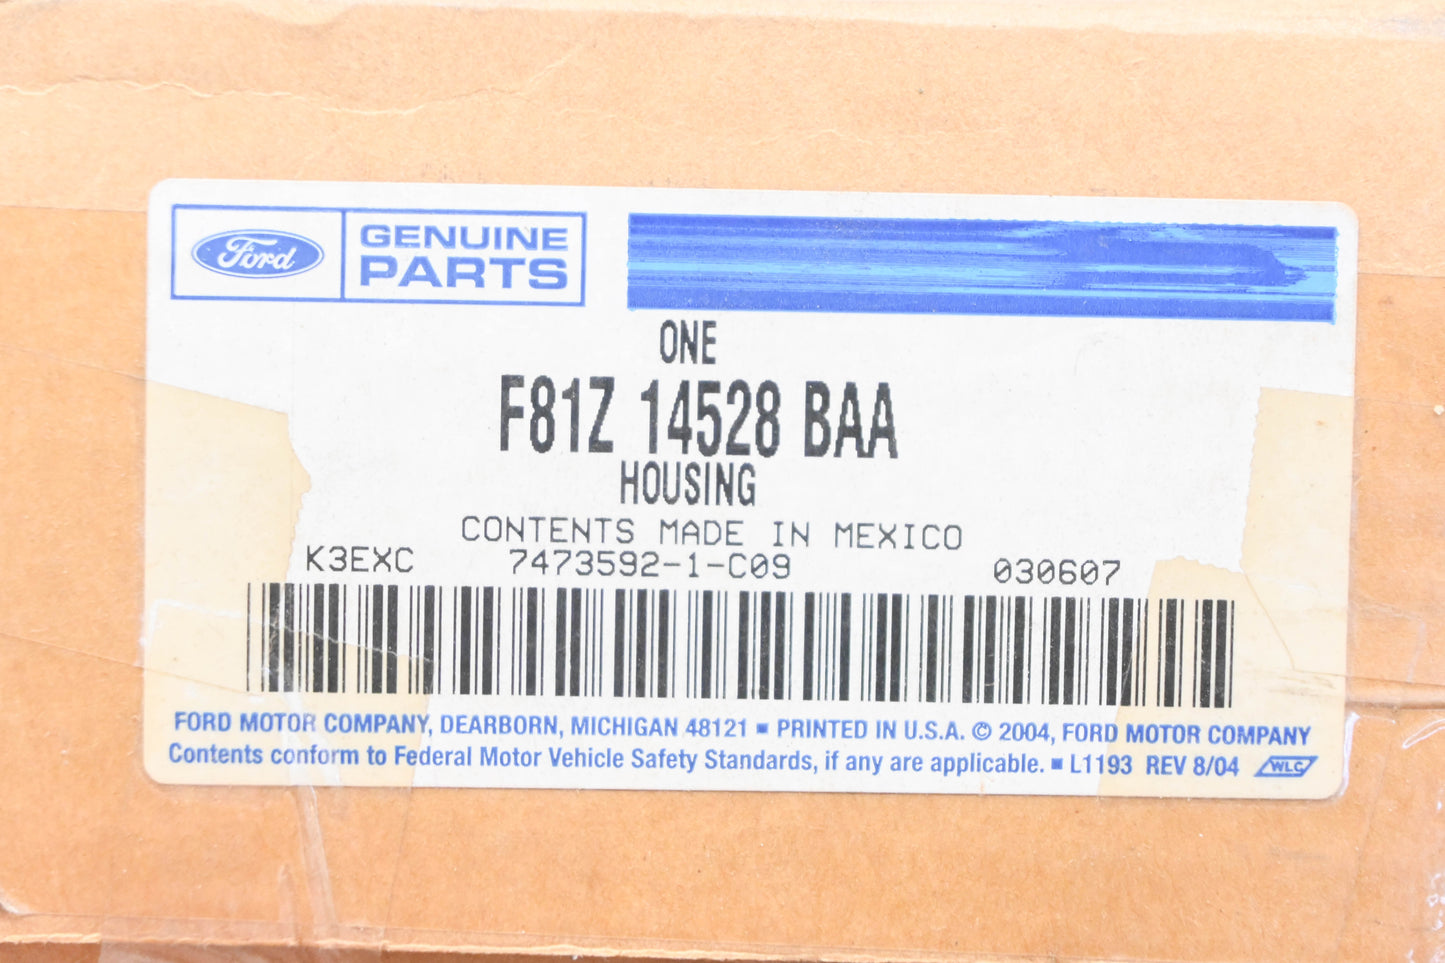 Ford GENUINE PARTS
ONE
F81Z 14528 BAA
HOUSING
CONTENTS MADE IN MEXICO
K3EXC 7473592-1-C09 030607
FORD MOTOR COMPANY, DEARBORN, MICHIGAN 48121 ▪ PRINTED IN U.S.A. © 2004, FORD MOTOR COMPANY
Contents conform to Federal Motor Vehicle Safety Standards, if any are applicable. ▪ L1193 REV 8/04 WLC